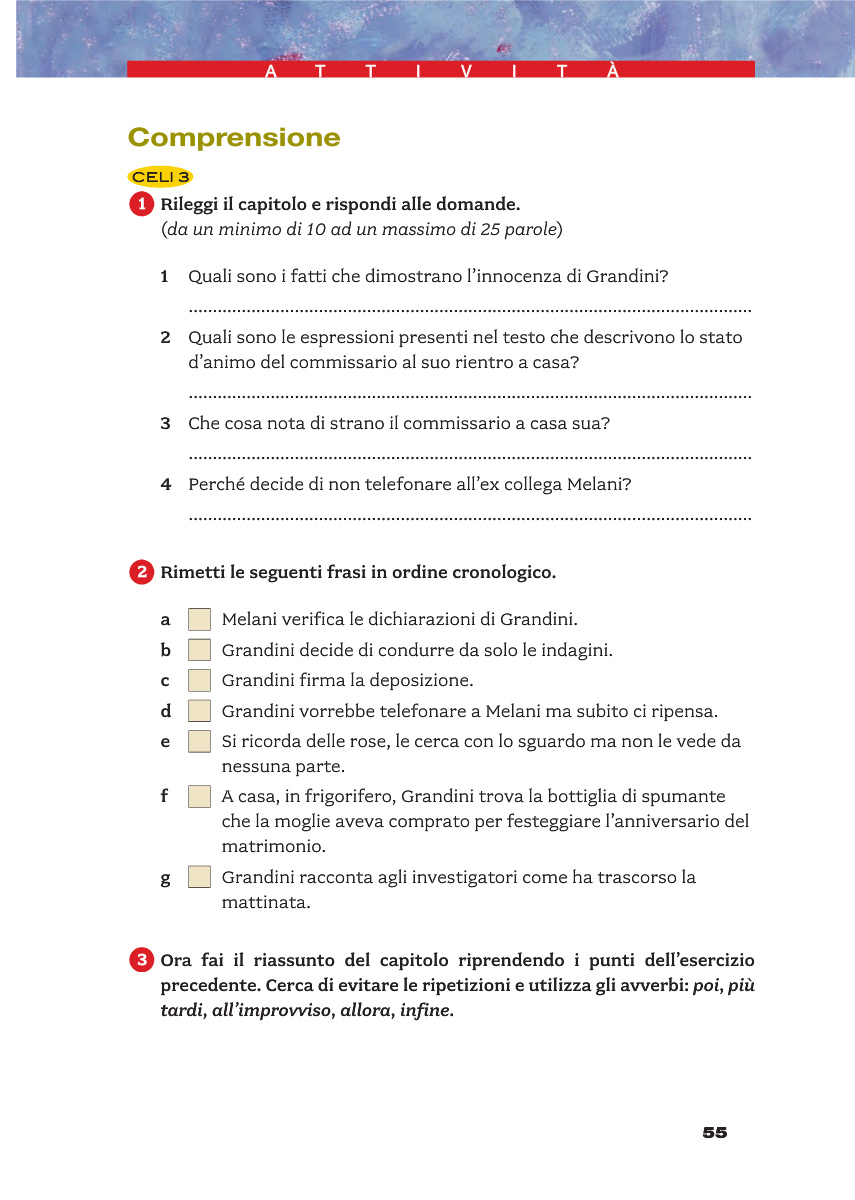 ATTIVITÀ
Comprensione
CELI 3
1 Rileggi il capitolo e rispondi alle domande.
(da un minimo di 10 ad un massimo di 25 parole)
1 Quali sono i fatti che dimostrano l’innocenza di Grandini?
2 Quali sono le espressioni presenti nel testo che descrivono lo stato
d’animo del commissario al suo rientro a casa?
3 Che cosa nota di strano il commissario a casa sua?
4 Perché decide di non telefonare all’ex collega Melani?
2 Rimetti le seguenti frasi in ordine cronologico.
a Melani verifica le dichiarazioni di Grandini.
b Grandini decide di condurre da solo le indagini.
c Grandini firma la deposizione.
d Grandini vorrebbe telefonare a Melani ma subito ci ripensa.
e Si ricorda delle rose, le cerca con lo sguardo ma non le vede da
nessuna parte.
f A casa, in frigorifero, Grandini trova la bottiglia di spumante
che la moglie aveva comprato per festeggiare l’anniversario del
matrimonio.
g Grandini racconta agli investigatori come ha trascorso la
mattinata.
3 Ora fai il riassunto del capitolo riprendendo i punti dell’esercizio
precedente. Cerca di evitare le ripetizioni e utilizza gli avverbi: poi, più
tardi, all’improvviso, allora, infine.
55